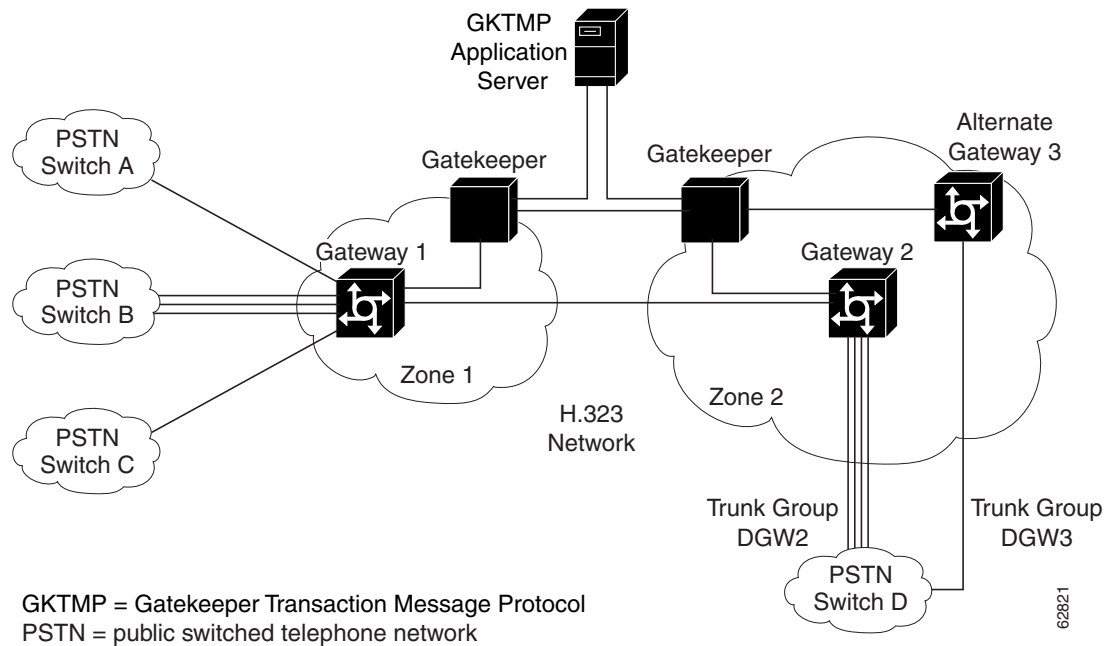 GKTMP
Application
Server
PSTN
Switch A
Gatekeeper
Gatekeeper
Alternate
Gateway 3
Gateway 1
Gateway 2
PSTN
Switch B
Zone 1
Zone 2
H.323
Network
PSTN
Switch C
Trunk Group
DGW2
Trunk Group
DGW3
PSTN
Switch D
GKTMP = Gatekeeper Transaction Message Protocol
PSTN = public switched telephone network
62821